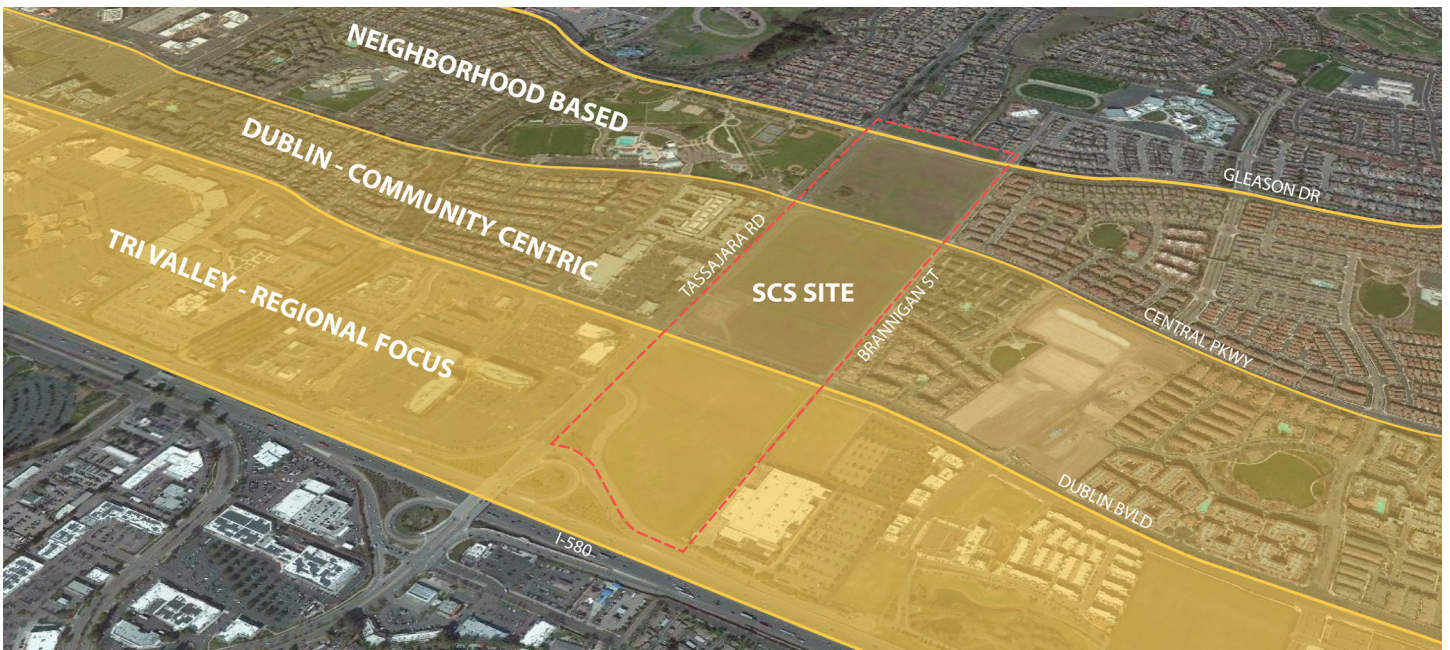 NEIGHBORHOOD BASED
DUBLIN - COMMUNITY CENTRIC
TRI VALLEY - REGIONAL FOCUS
TASSAJARA RD
SCS SITE
BRANNIGAN ST
GLEASON DR
CENTRAL PKWY
DUBLIN BVLD
I-580